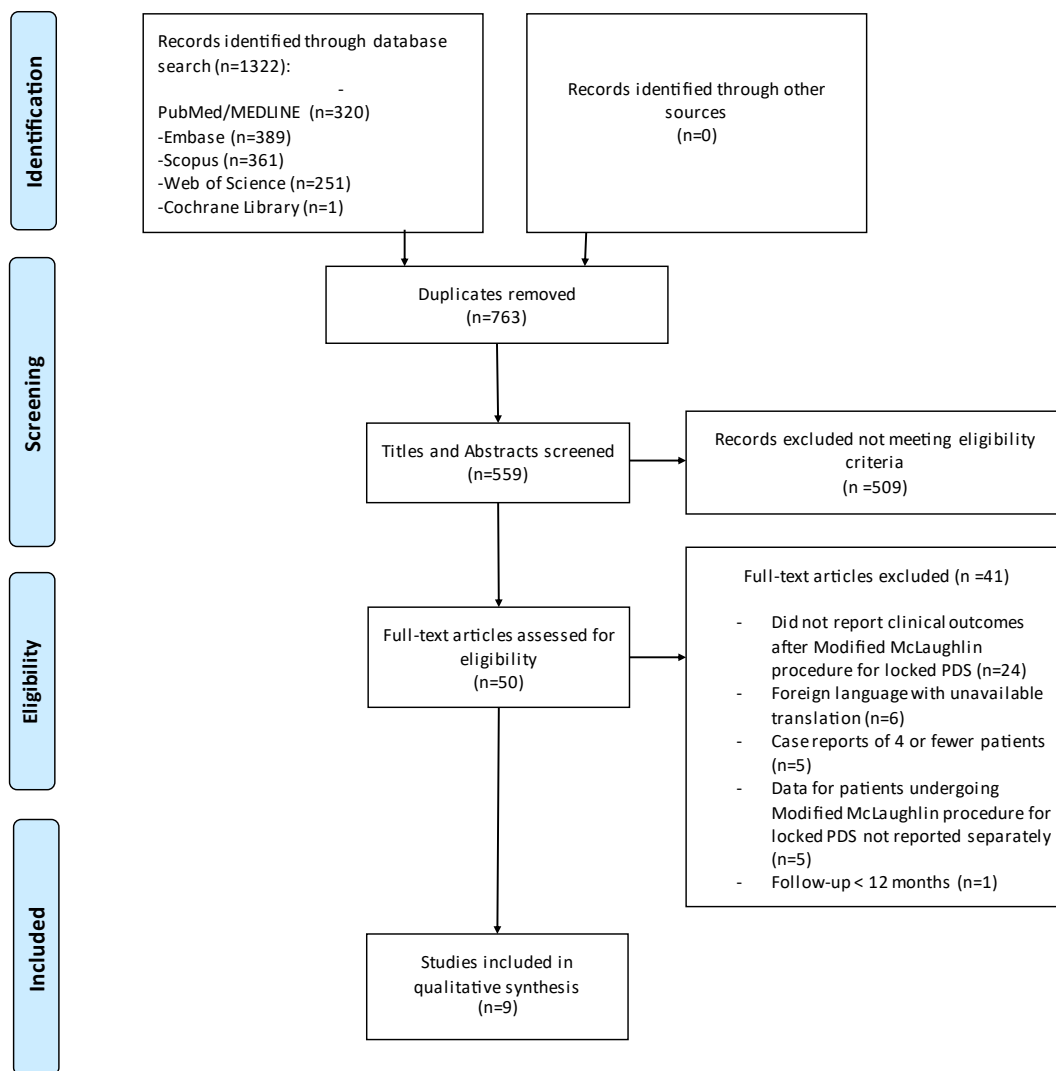 Identification
Records identified through database
search (n=1322):
-
PubMed/MEDLINE (n=320)
-Embase (n=389)
-Scopus (n=361)
-Web of Science (n=251)
-Cochrane Library (n=1)
Records identified through other
sources
(n=0)
Screening
Duplicates removed
(n=763)
Titles and Abstracts screened
(n=559)
Records excluded not meeting eligibility
criteria
(n =509)
Eligibility
Full-text articles assessed for
eligibility
(n=50)
Full-text articles excluded (n =41)
- Did not report clinical outcomes
after Modified McLaughlin
procedure for locked PDS (n=24)
- Foreign language with unavailable
translation (n=6)
- Case reports of 4 or fewer patients
(n=5)
- Data for patients undergoing
Modified McLaughlin procedure for
locked PDS not reported separately
(n=5)
- Follow-up < 12 months (n=1)
Included
Studies included in
qualitative synthesis
(n=9)